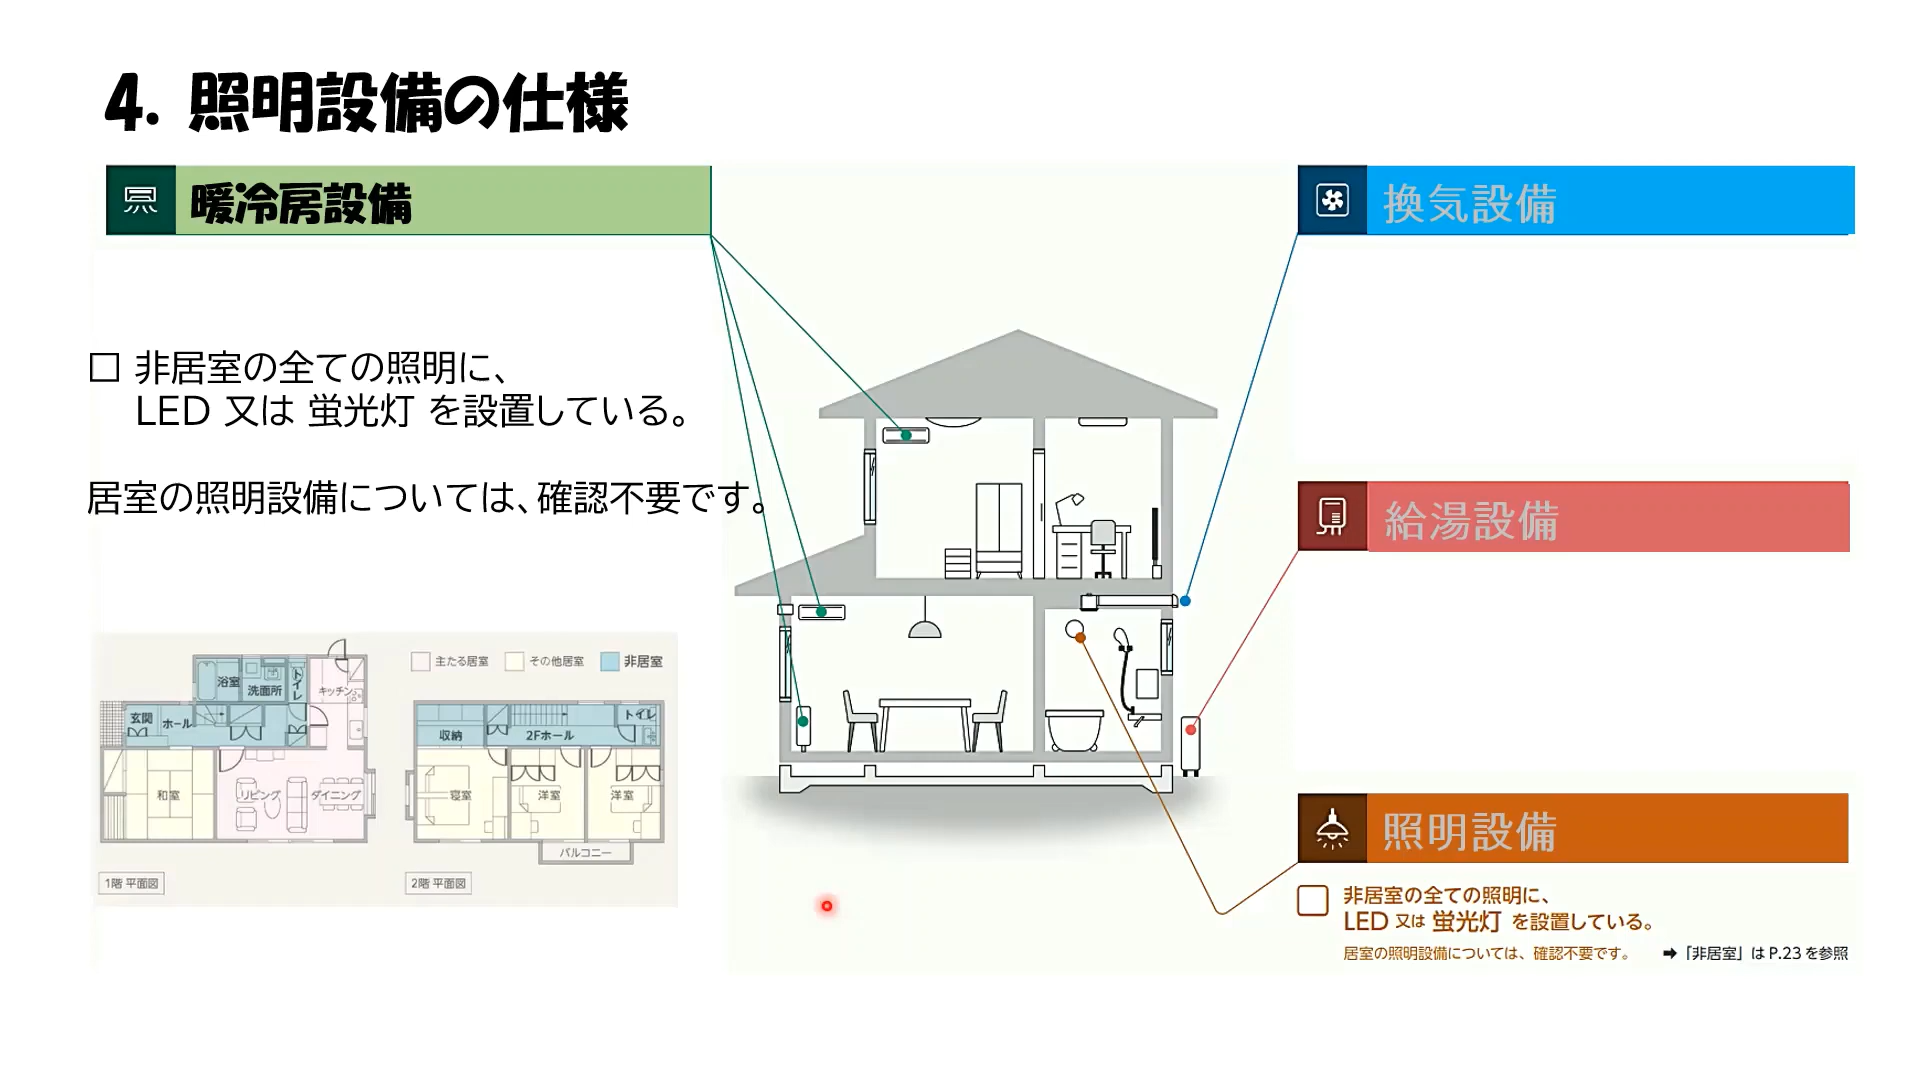 4. 照明設備の仕様
暖冷房設備
換気設備
□ 非居室の全ての照明に、
LED 又は 蛍光灯 を設置している。
居室の照明設備については、確認不要です。
給湯設備
主たる居室
その他居室
非居室
浴室
洗面所
トイレ
キッチン
玄関
ホール
和室
リビング
ダイニング
1階 平面図
収納
2Fホール
トイレ
寝室
洋室
洋室
バルコニー
2階 平面図
照明設備
非居室の全ての照明に、
LED 又は 蛍光灯 を設置している。
居室の照明設備については、確認不要です。 ➡「非居室」は P.23 を参照